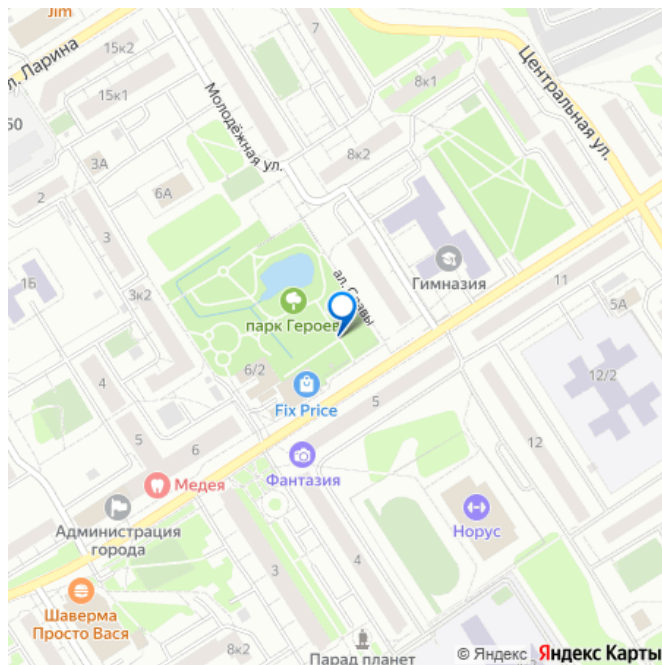 Jim
7
ул. Ларина
15к2
15к1
Молодёжная ул.
8к1
Центральная ул.
60
3А
8к2
6А
2
3
Гимназия
ал. Славы
11
1Б
3к2
парк Героев
5А
6/2
Fix Price
4
5
12/2
5
6
12
Медея
Фантазия
Администрация
города
Норус
3
4
Шаверма
Просто Вася
8к2
Парад планет
© Яндекс Яндекс Карты